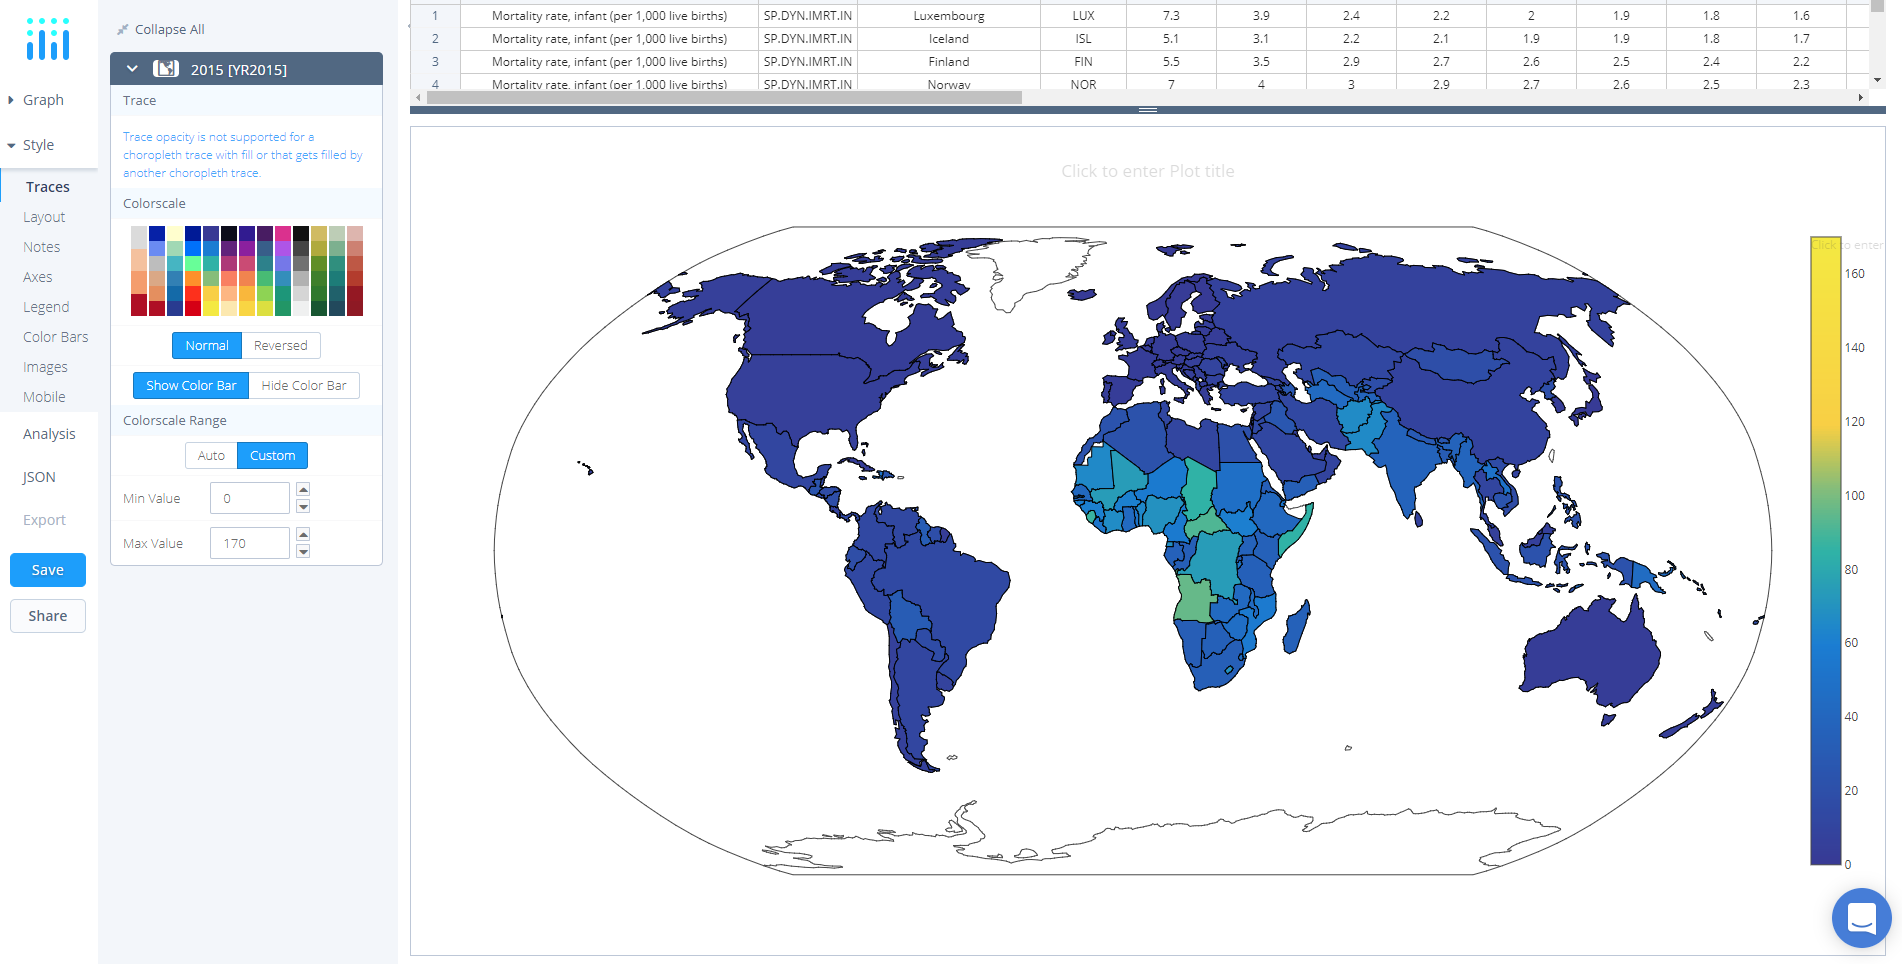 Graph
Style
Traces
Layout
Notes
Axes
Legend
Color Bars
Images
Mobile
Analysis
JSON
Export
Save
Share
Collapse All
2015 [YR2015]
Trace
Trace opacity is not supported for a
choropleth trace with fill or that gets filled by
another choropleth trace.
Colorscale
Normal Reversed
Show Color Bar Hide Color Bar
Colorscale Range
Auto Custom
Min Value 0
Max Value 170
1 Mortality rate, infant (per 1,000 live births) SP.DYN.IMRT.IN Luxembourg LUX 7.3 3.9 2.4 2.2 2 1.9 1.8 1.6
2 Mortality rate, infant (per 1,000 live births) SP.DYN.IMRT.IN Iceland ISL 5.1 3.1 2.2 2.1 1.9 1.9 1.8 1.7
3 Mortality rate, infant (per 1,000 live births) SP.DYN.IMRT.IN Finland FIN 5.5 3.5 2.9 2.7 2.6 2.5 2.4 2.2
4 Mortality rate, infant (per 1,000 live births) SP.DYN.IMRT.IN Norway NOR 7 4 3 2.9 2.7 2.6 2.5 2.3
Click to enter Plot title
Click to enter
160
140
120
100
80
60
40
20
0